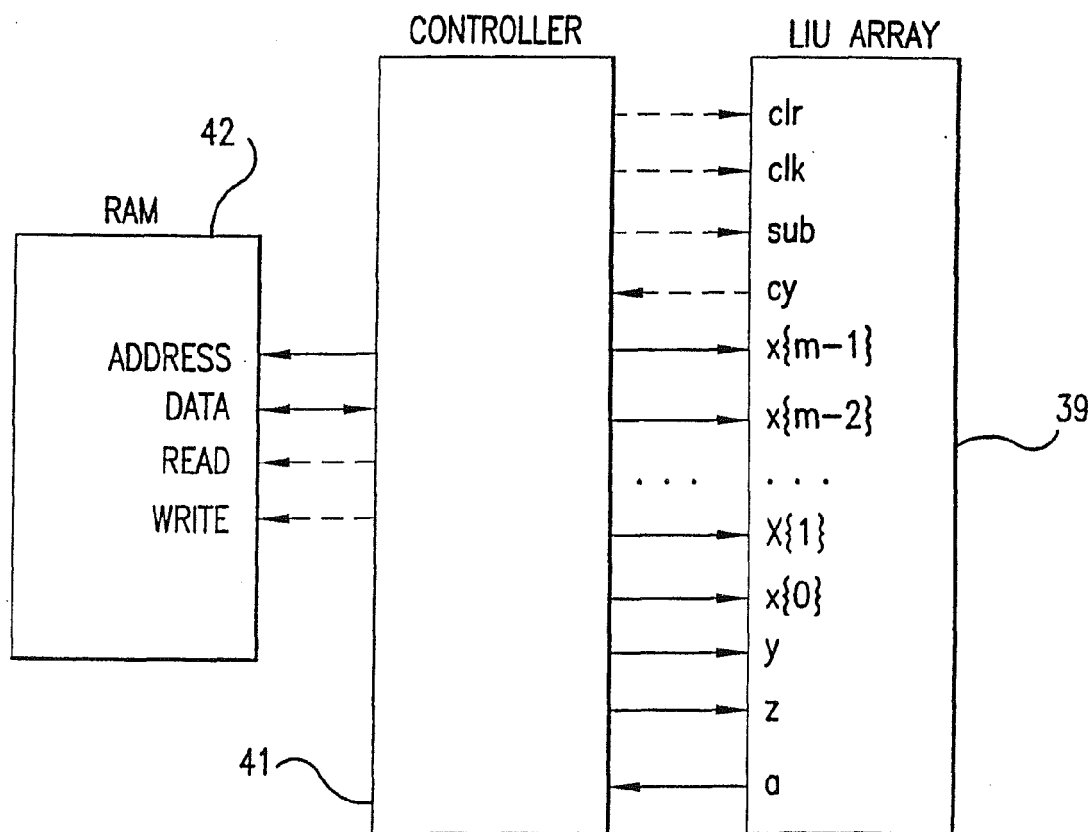 CONTROLLER
LIU ARRAY
42
RAM
ADDRESS
DATA
READ
WRITE
clr
clk
sub
cy
x{m-1}
x{m-2}
. . . . . .
X{1}
x{0}
y
z
a
39
41